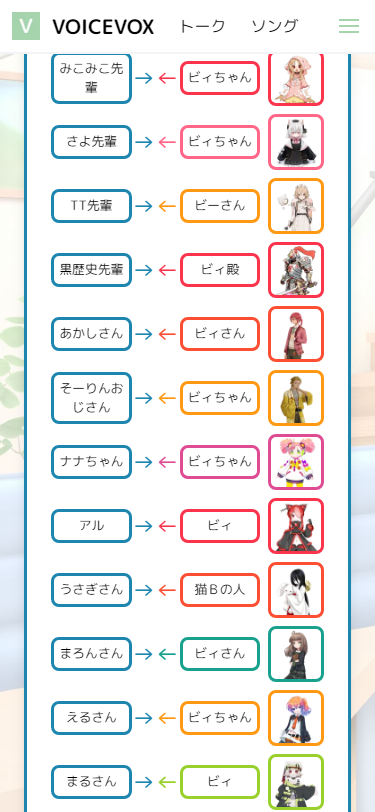 V VOICEVOX トーク ソング
みこみこ先
輩
ビィちゃん
さよ先輩 ビィちゃん
TT先輩 ビーさん
黒歴史先輩 ビィ殿
あかしさん ビィさん
そーりんお
じさん
ビィちゃん
ナナちゃん ビィちゃん
アル ビィ
うさぎさん 猫Bの人
まろんさん ビィさん
えるさん ビィちゃん
まるさん ビィ